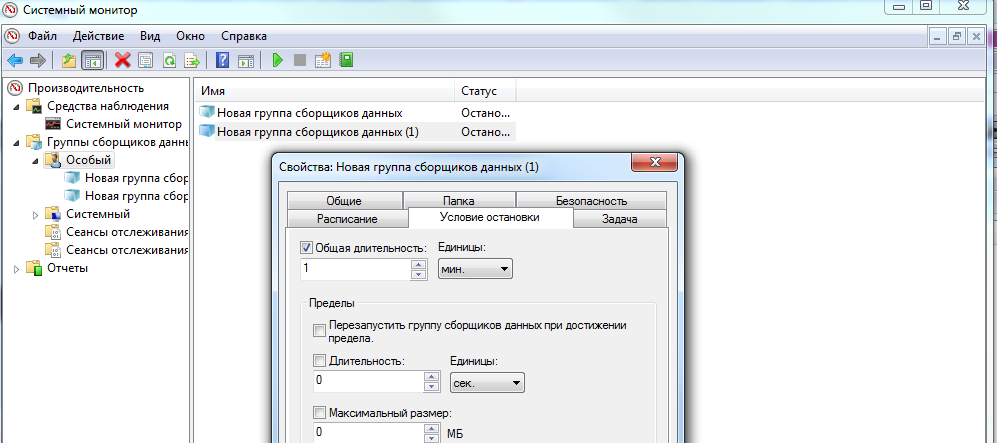 Системный монитор
Файл Действие Вид Окно Справка
Производительность
Средства наблюдения
Системный монитор
Группы сборщиков данны
Особый
Новая группа сбор
Новая группа сбор
Системный
Сеансы отслеживания
Сеансы отслеживания
Отчеты
Имя Статус
Новая группа сборщиков данных Остано...
Новая группа сборщиков данных (1) Остано...
Свойства: Новая группа сборщиков данных (1)
Общие Папка Безопасность
Расписание Условие остановки Задача
Общая длительность: Единицы:
1 мин.
Пределы
Перезапустить группу сборщиков данных при достижении
предела.
Длительность: Единицы:
0 сек.
Максимальный размер:
0 МБ